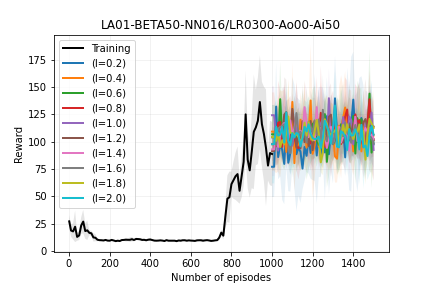 LA01-BETA50-NN016/LR0300-Ao00-Ai50
Training
(l=0.2)
(l=0.4)
(l=0.6)
(l=0.8)
(l=1.0)
(l=1.2)
(l=1.4)
(l=1.6)
(l=1.8)
(l=2.0)
Reward
175
150
125
100
75
50
25
0
0 200 400 600 800 1000 1200 1400
Number of episodes